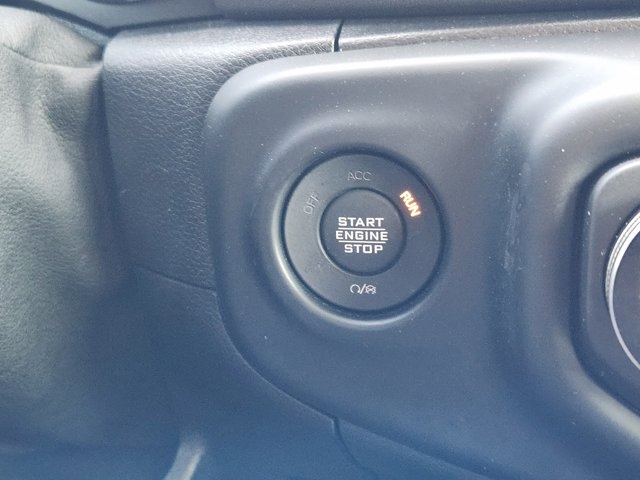 ACC
OFF
RUN
START
ENGINE
STOP